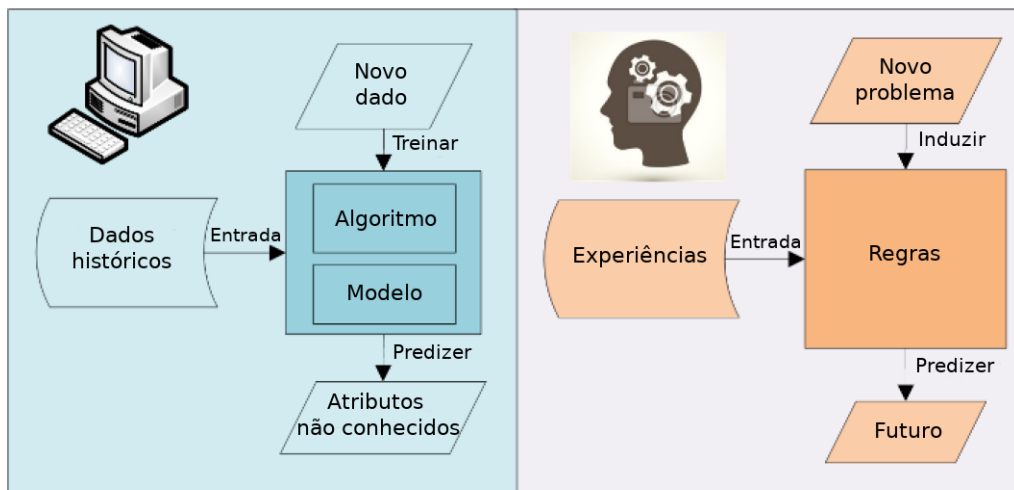 Novo
dado
Treinar
Dados
históricos
Entrada
Algoritmo
Modelo
Predizer
Atributos
não conhecidos
Novo
problema
Induzir
Experiências
Entrada
Regras
Predizer
Futuro